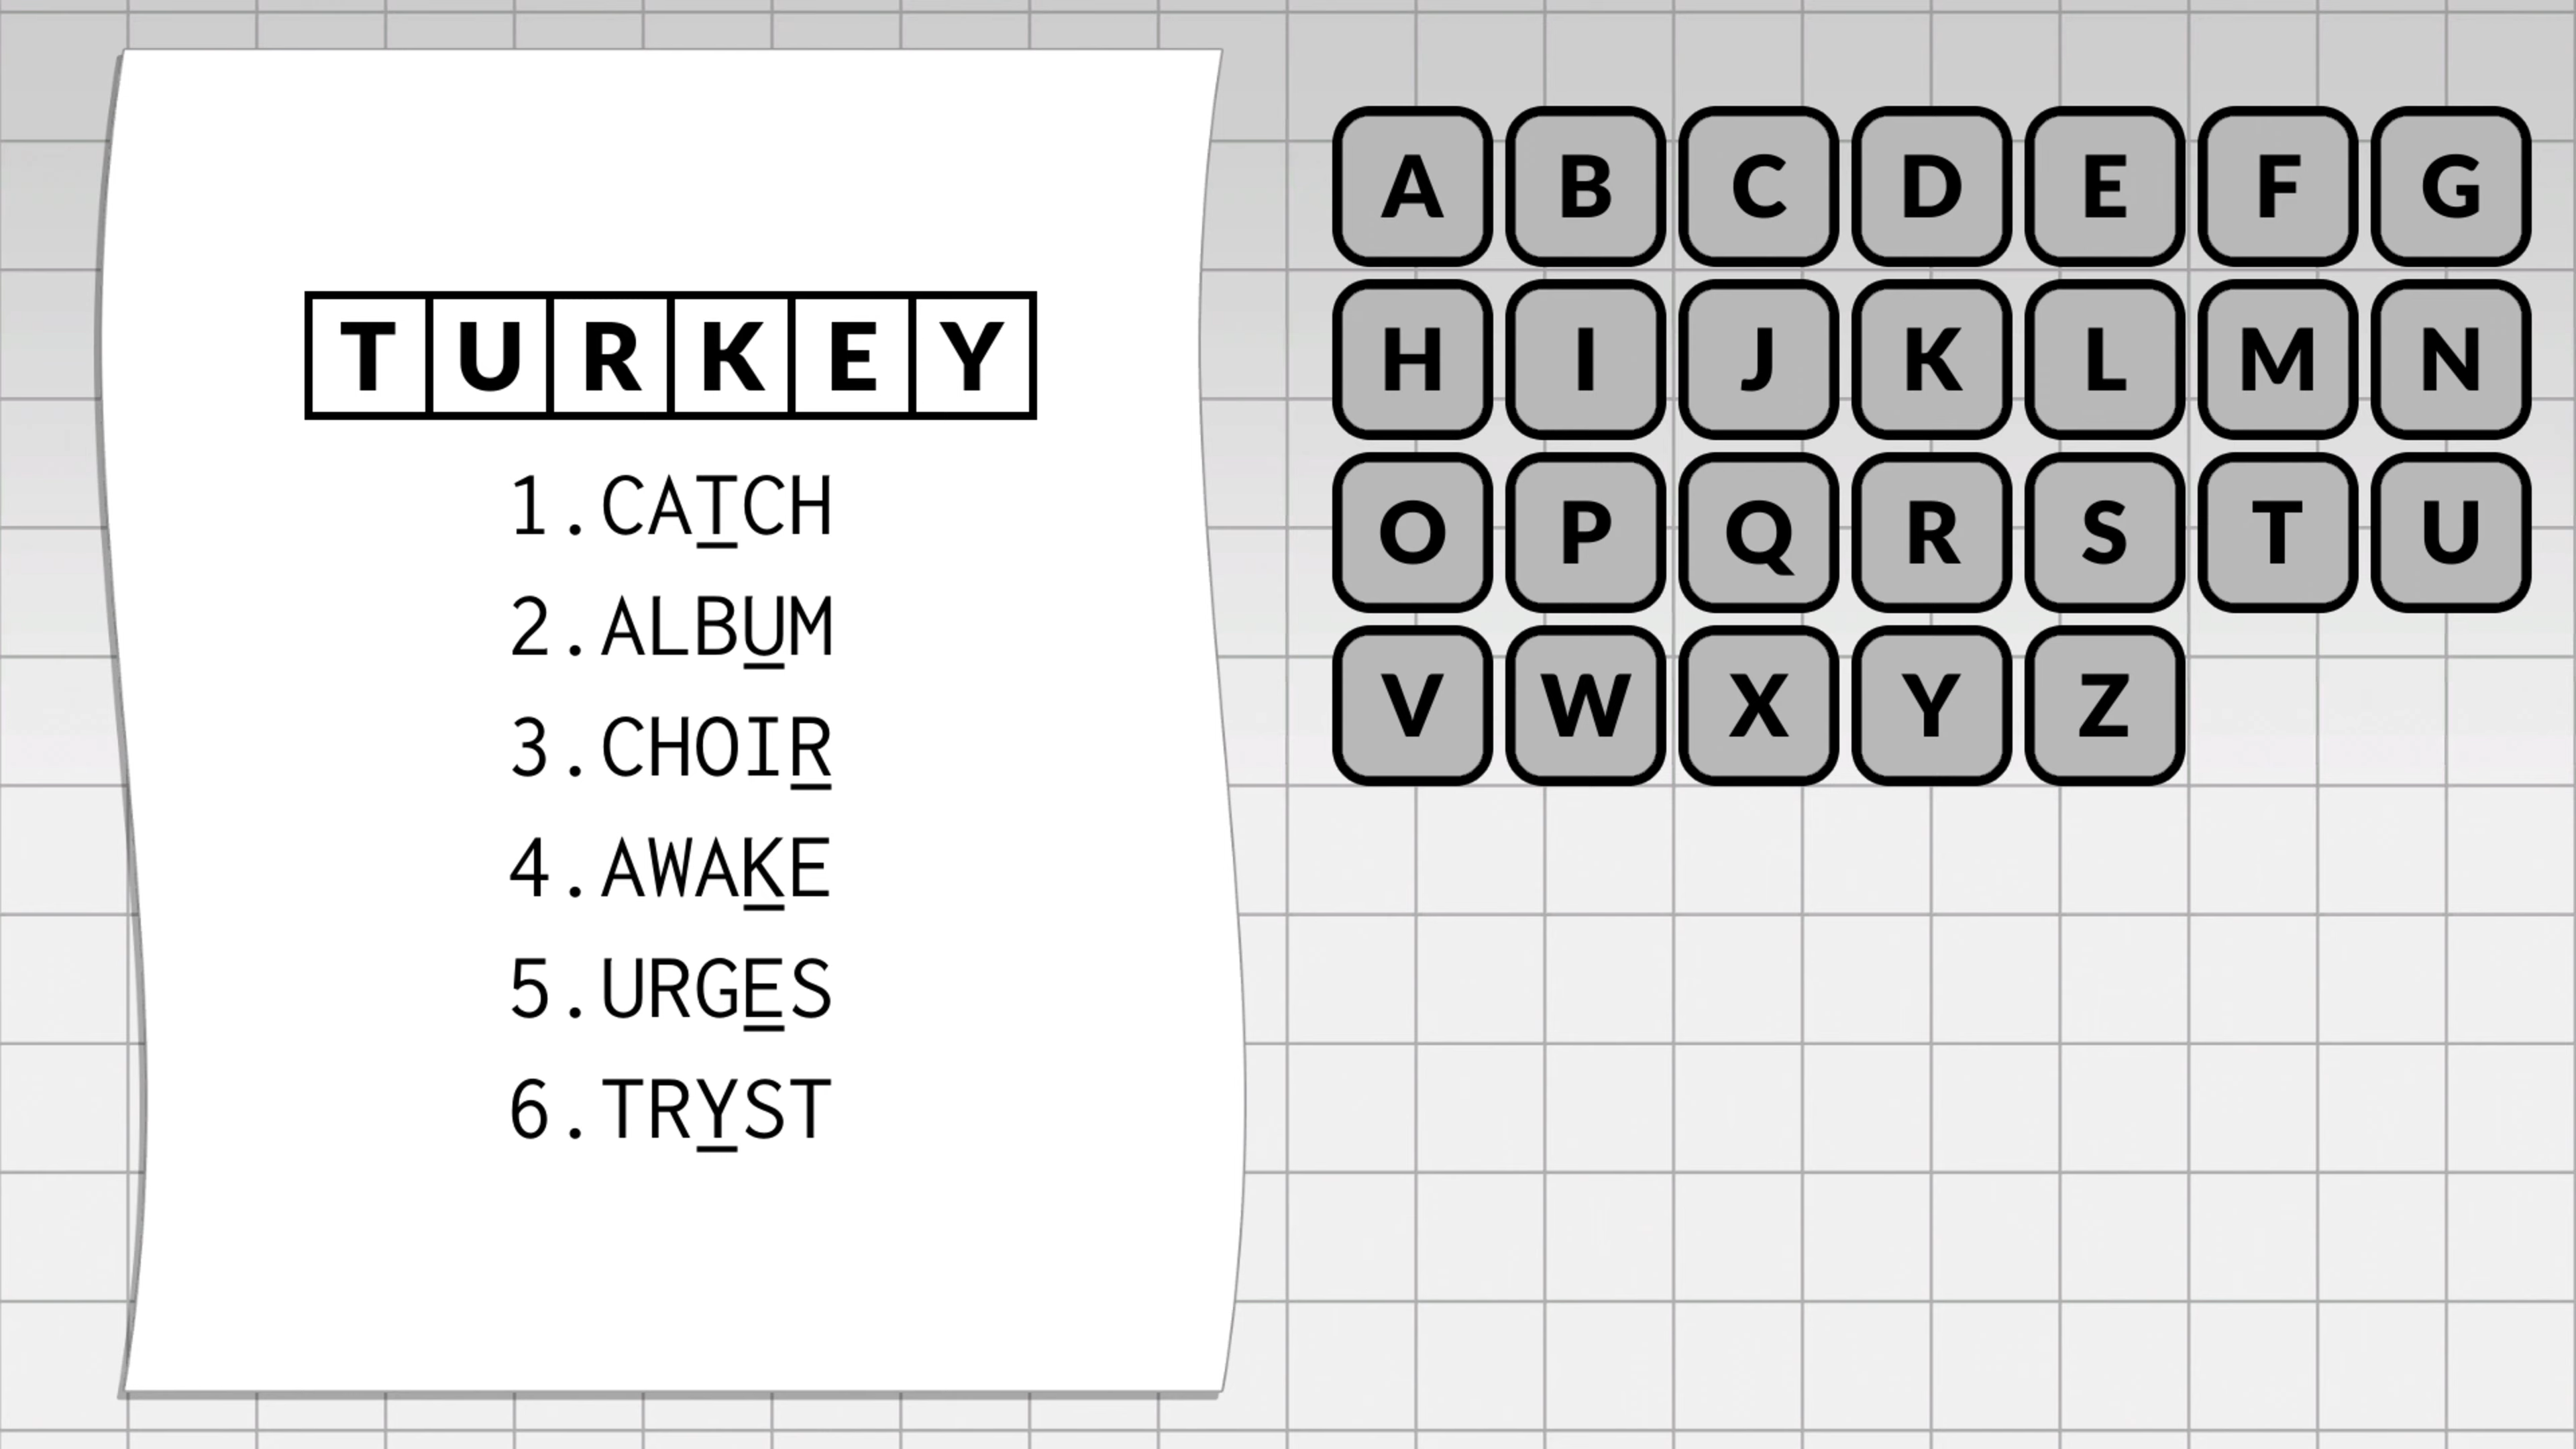 TURKEY
1.CATCH
2.ALBUM
3.CHOIR
4.AWAKE
5.URGES
6.TRYST
A B C D E F G
H I J K L M N
O P Q R S T U
V W X Y Z